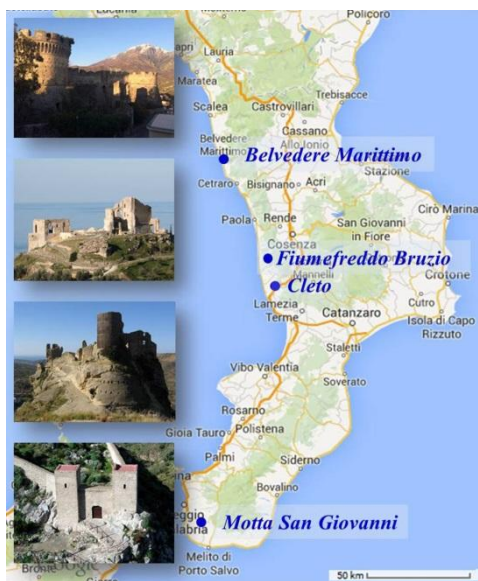 Lucania
Policoro
Lauria
Maratea
Trebisacce
Scalea
Castrovillari
Cassano
Allo Ionio
Belvedere
Marittimo
Belvedere Marittimo
Stazione
Cetraro
Bisignano
Acri
Cirò Marina
Paola
Rende
San Giovanni
in Fiore
Cosenza
Fiumefreddo Bruzio
Mannelli
Crotone
Cleto
Lamezia
Terme
Catanzaro
Cutro
Isola di Capo
Rizzuto
Staletti
Vibo Valentia
Soverato
Rosarno
Gioia Tauro
Polistena
Palmi
Siderno
Bovalino
Motta San Giovanni
Melito di
Porto Salvo
Bronte
50 km